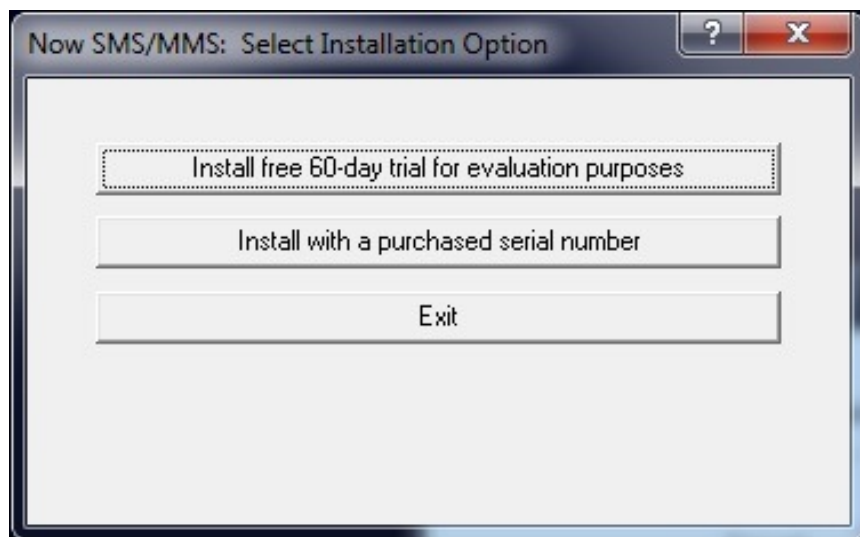 Now SMS/MMS: Select Installation Option
? X
Install free 60-day trial for evaluation purposes
Install with a purchased serial number
Exit